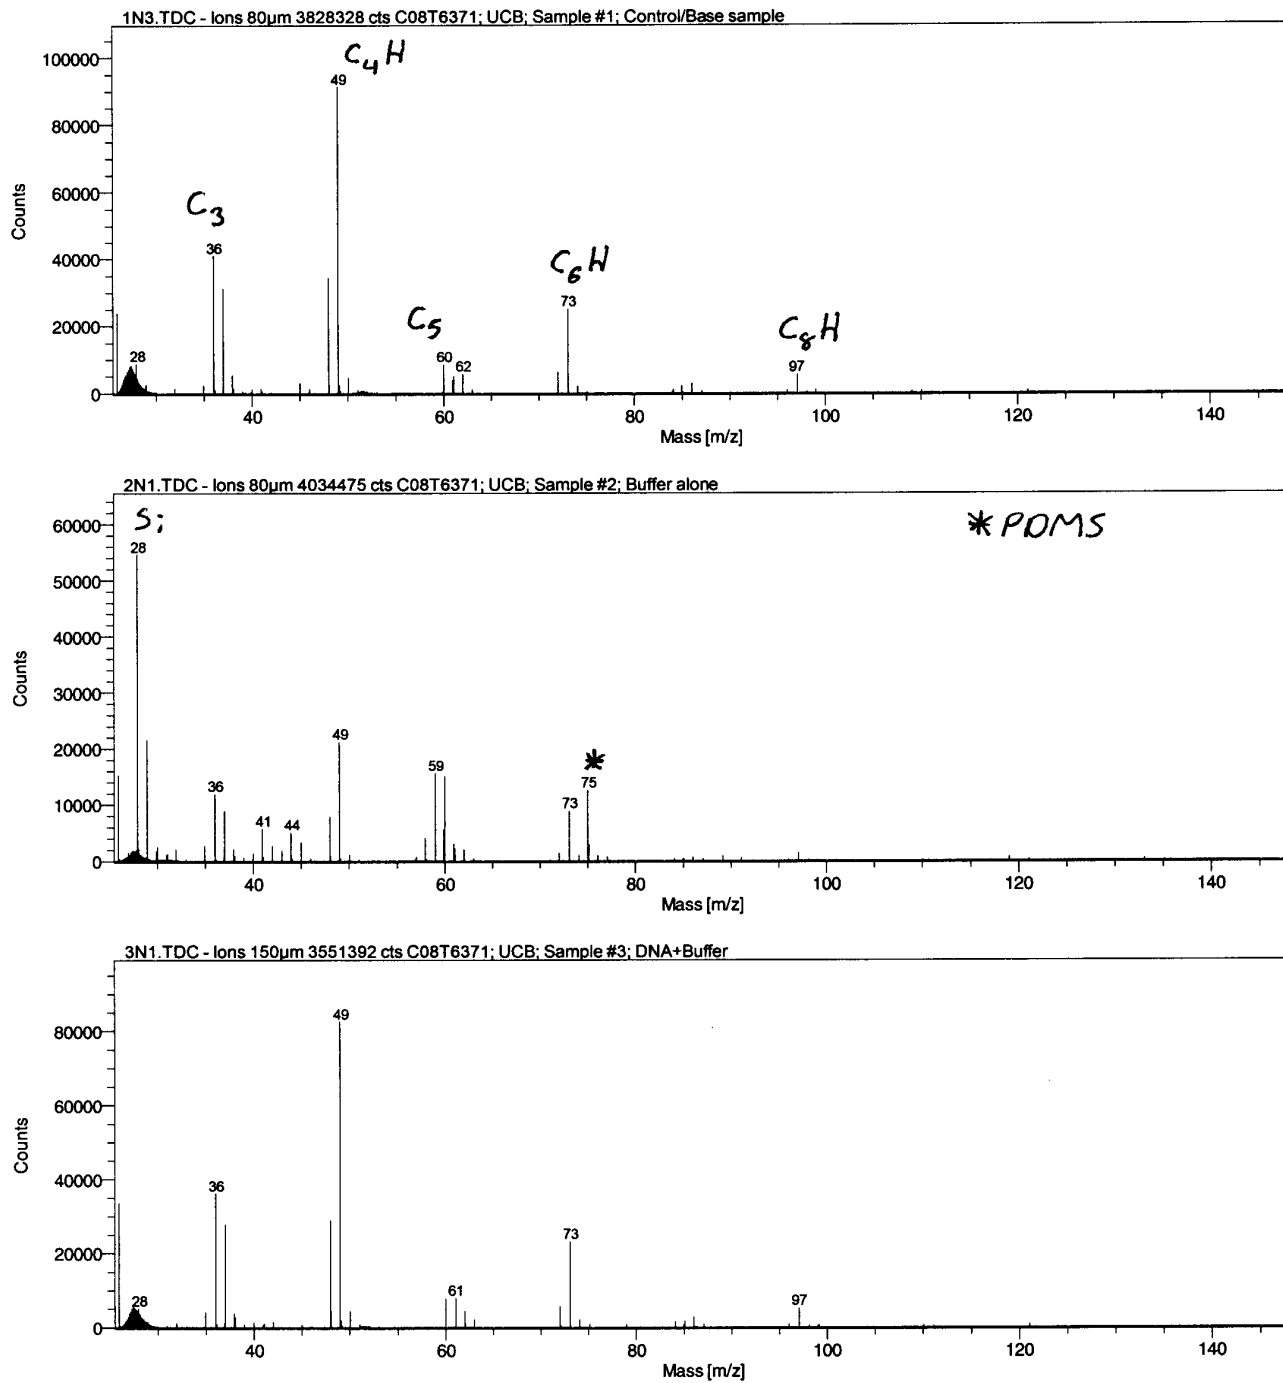 1N3.TDC - Ions 80µm 3828328 cts C08T6371; UCB; Sample #1; Control/Base sample
C4H
100000
49
80000
60000
C3
Counts
36
C6H
40000
73
C5
C8H
20000
28
60
62
97
0
40 60 80 100 120 140
Mass [m/z]
2N1.TDC - Ions 80µm 4034475 cts C08T6371; UCB; Sample #2; Buffer alone
Si
* PDMS
60000
28
50000
40000
Counts
30000
49
*
20000
59
75
36
73
10000
41
44
0
40 60 80 100 120 140
Mass [m/z]
3N1.TDC - Ions 150µm 3551392 cts C08T6371; UCB; Sample #3; DNA+Buffer
49
80000
60000
Counts
36
40000
73
20000
61
28
97
0
40 60 80 100 120 140
Mass [m/z]